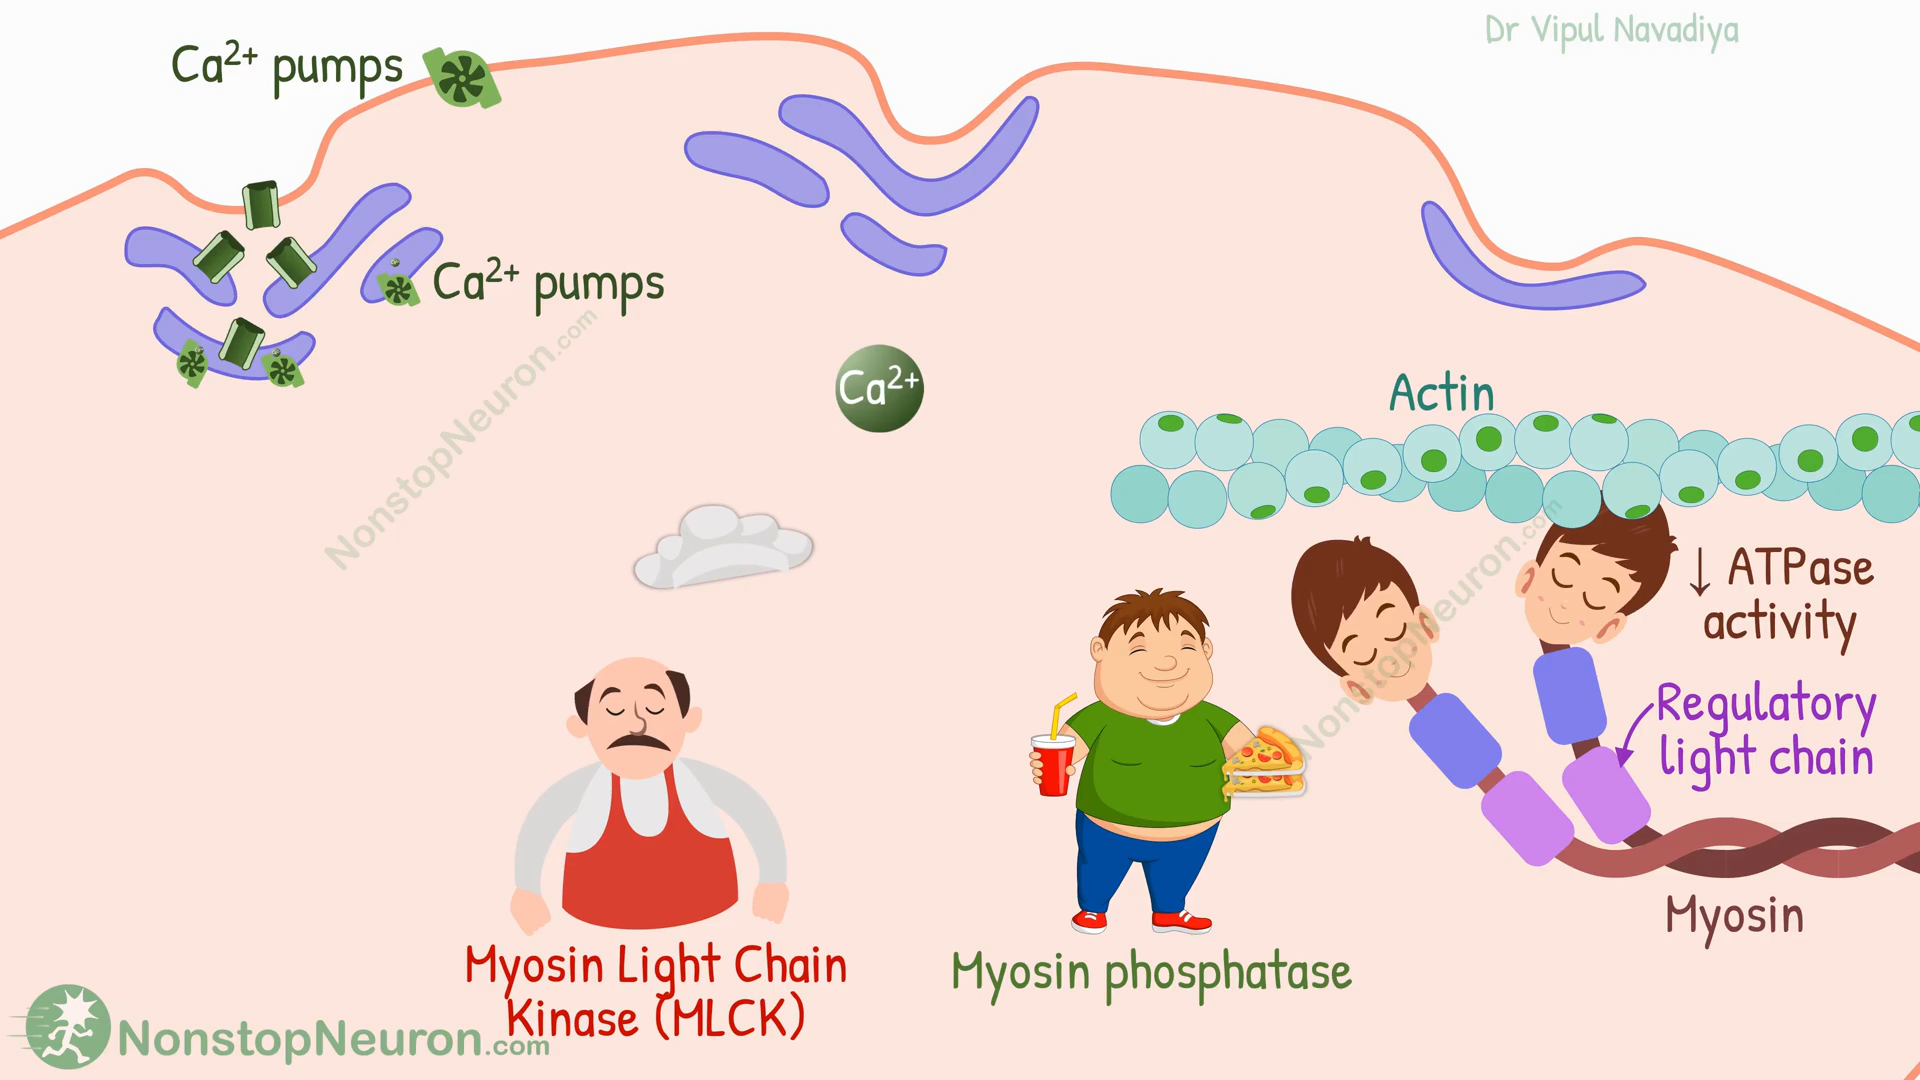 Dr Vipul Navadiya
Ca2+ pumps
Ca2+ pumps
NonstopNeuron.com
Ca2+
Actin
NonstopNeuron.com
↓ ATPase
activity
Regulatory
light chain
Myosin
Myosin Light Chain
Kinase (MLCK)
Myosin phosphatase
NonstopNeuron.com